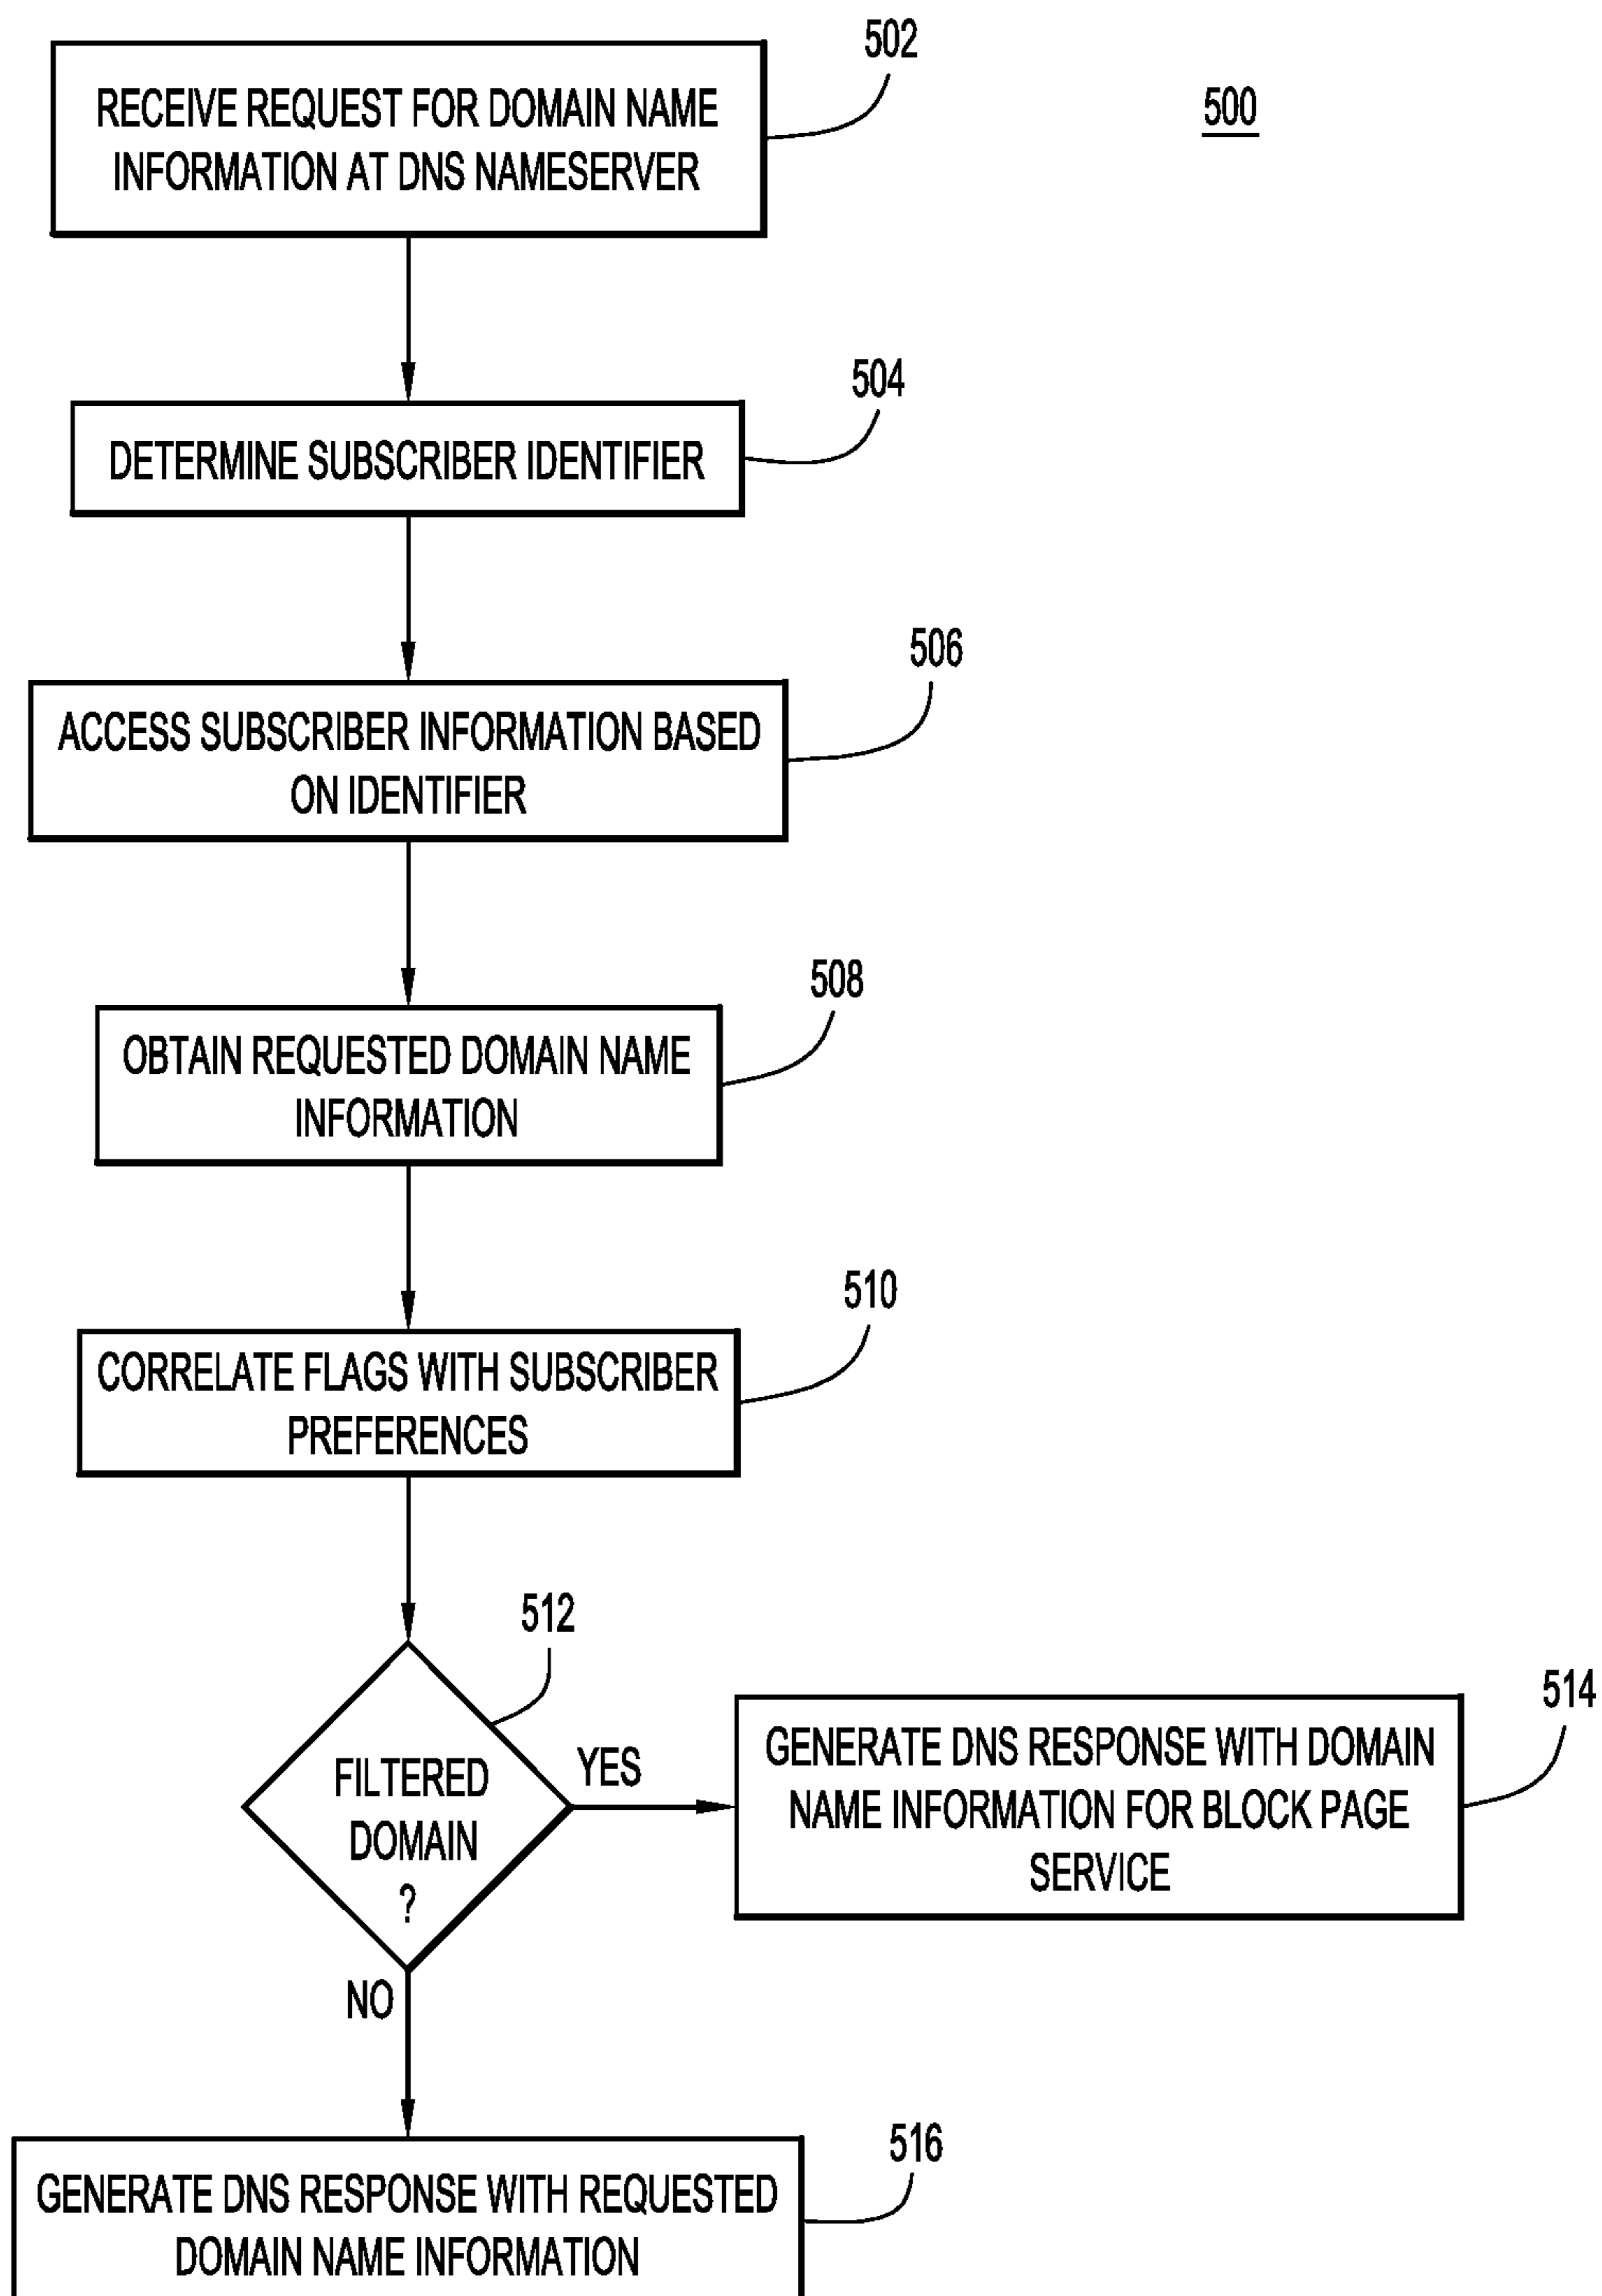 502
500
RECEIVE REQUEST FOR DOMAIN NAME
INFORMATION AT DNS NAMESERVER
504
DETERMINE SUBSCRIBER IDENTIFIER
506
ACCESS SUBSCRIBER INFORMATION BASED
ON IDENTIFIER
508
OBTAIN REQUESTED DOMAIN NAME
INFORMATION
510
CORRELATE FLAGS WITH SUBSCRIBER
PREFERENCES
512
FILTERED
DOMAIN
?
YES
514
GENERATE DNS RESPONSE WITH DOMAIN
NAME INFORMATION FOR BLOCK PAGE
SERVICE
NO
516
GENERATE DNS RESPONSE WITH REQUESTED
DOMAIN NAME INFORMATION